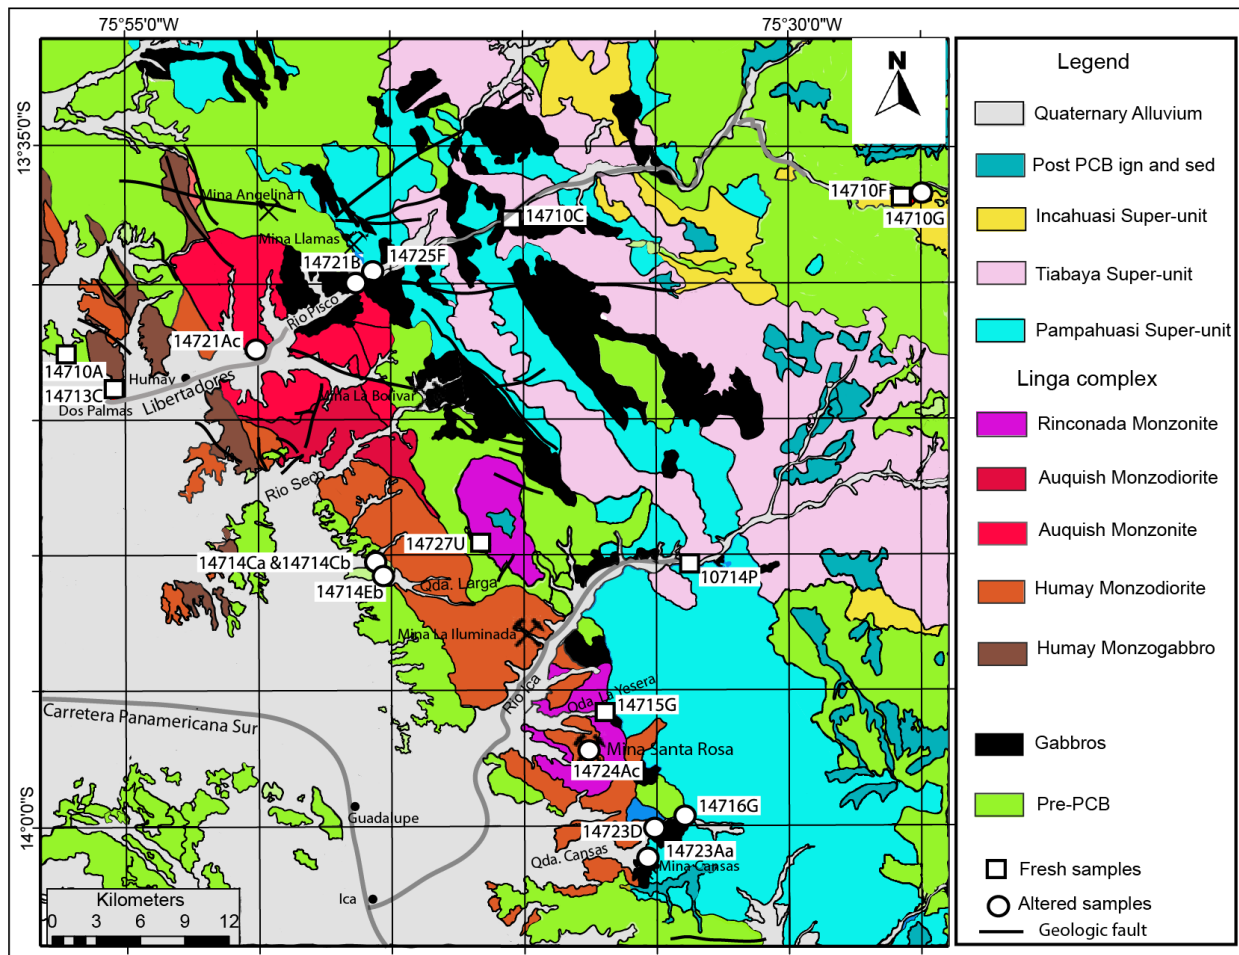 75°55'0"W
75°30'0"W
13°35'0"S
14°0'0"S
N
Mina Angelina I
Mina Llamas
14721B
14725F
14710C
14710F
14710G
Rio Pisco
14721Ac
14710A
14713C
Humay
Dos Palmas
Libertadores
Mina La Bolivar
Rio Seco
14727U
14714Ca &14714Cb
14714Eb
Qda. Larga
10714P
Mina La Iluminada
Rio Ica
Qda. La Yesera
14715G
Mina Santa Rosa
14724Ac
Carretera Panamericana Sur
Guadalupe
14716G
14723D
14723Aa
Qda. Cansas
Mina Cansas
Ica
Kilometers
0 3 6 9 12
Legend
Quaternary Alluvium
Post PCB ign and sed
Incahuasi Super-unit
Tiabaya Super-unit
Pampahuasi Super-unit
Linga complex
Rinconada Monzonite
Auquish Monzodiorite
Auquish Monzonite
Humay Monzodiorite
Humay Monzogabbro
Gabbros
Pre-PCB
Fresh samples
Altered samples
Geologic fault